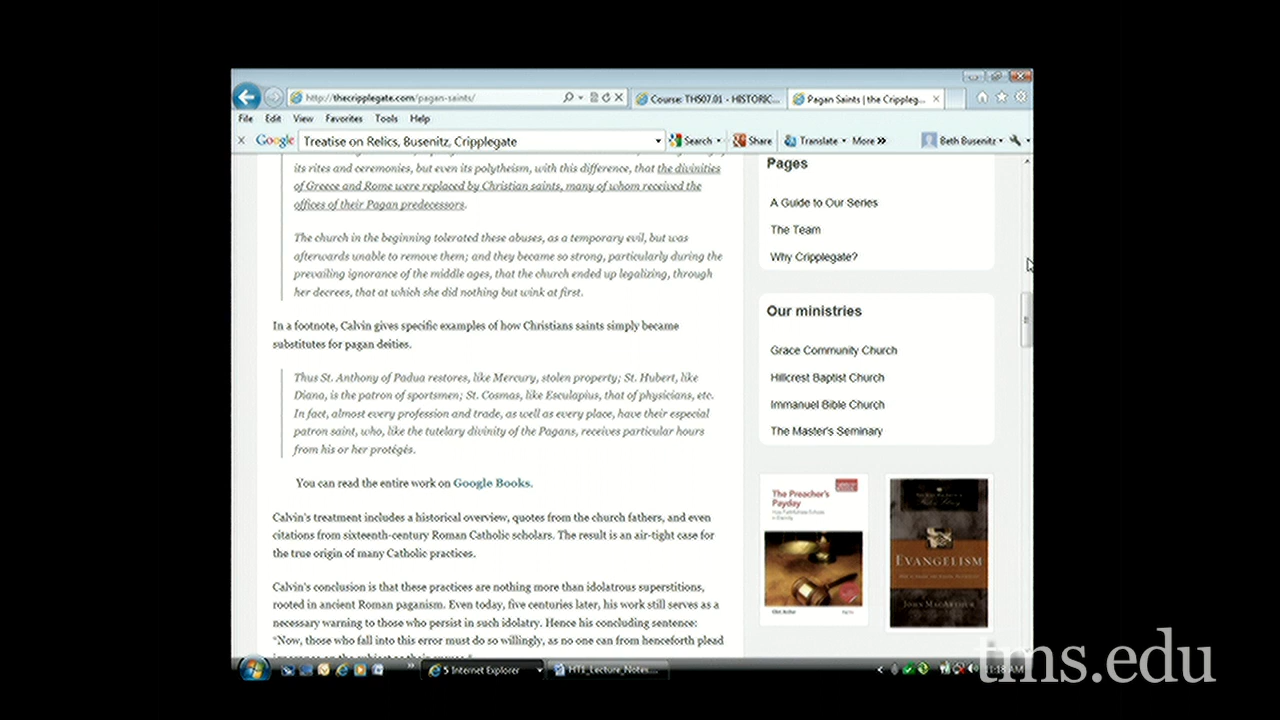 http://thecripplegate.com/pagan-saints/
Course: TH507.01 - HISTORIC...
Pagan Saints | the Crippleg...
File Edit View Favorites Tools Help
Google
Treatise on Relics, Busenitz, Cripplegate
Search
Share
Translate
More »
Beth Busenitz
its rites and ceremonies, but even its polytheism, with this difference, that the divinities
of Greece and Rome were replaced by Christian saints, many of whom received the
offices of their Pagan predecessors.
The church in the beginning tolerated these abuses, as a temporary evil, but was
afterwards unable to remove them; and they became so strong, particularly during the
prevailing ignorance of the middle ages, that the church ended up legalizing, through
her decrees, that at which she did nothing but wink at first.
In a footnote, Calvin gives specific examples of how Christians saints simply became
substitutes for pagan deities.
Thus St. Anthony of Padua restores, like Mercury, stolen property; St. Hubert, like
Diana, is the patron of sportsmen; St. Cosmas, like Esculapius, that of physicians, etc.
In fact, almost every profession and trade, as well as every place, have their especial
patron saint, who, like the tutelary divinity of the Pagans, receives particular hours
from his or her protégés.
You can read the entire work on Google Books.
Calvin's treatment includes a historical overview, quotes from the church fathers, and even
citations from sixteenth-century Roman Catholic scholars. The result is an air-tight case for
the true origin of many Catholic practices.
Calvin's conclusion is that these practices are nothing more than idolatrous superstitions,
rooted in ancient Roman paganism. Even today, five centuries later, his work still serves as a
necessary warning to those who persist in such idolatry. Hence his concluding sentence:
"Now, those who fall into this error must do so willingly, as no one can from henceforth plead
Pages
A Guide to Our Series
The Team
Why Cripplegate?
Our ministries
Grace Community Church
Hillcrest Baptist Church
Immanuel Bible Church
The Master's Seminary
The Preacher's
Payday
EVANGELISM
JOHN MACARTHUR
5 Internet Explorer
HT1_Lecture_Notes...
11:18 AM
tms.edu